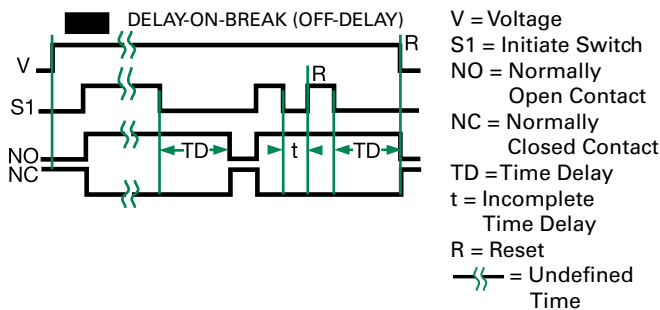 DELAY-ON-BREAK (OFF-DELAY)
R
V
R
S1
NO
NC
TD
t
TD
V = Voltage
S1 = Initiate Switch
NO = Normally
Open Contact
NC = Normally
Closed Contact
TD = Time Delay
t = Incomplete
Time Delay
R = Reset
= Undefined
Time